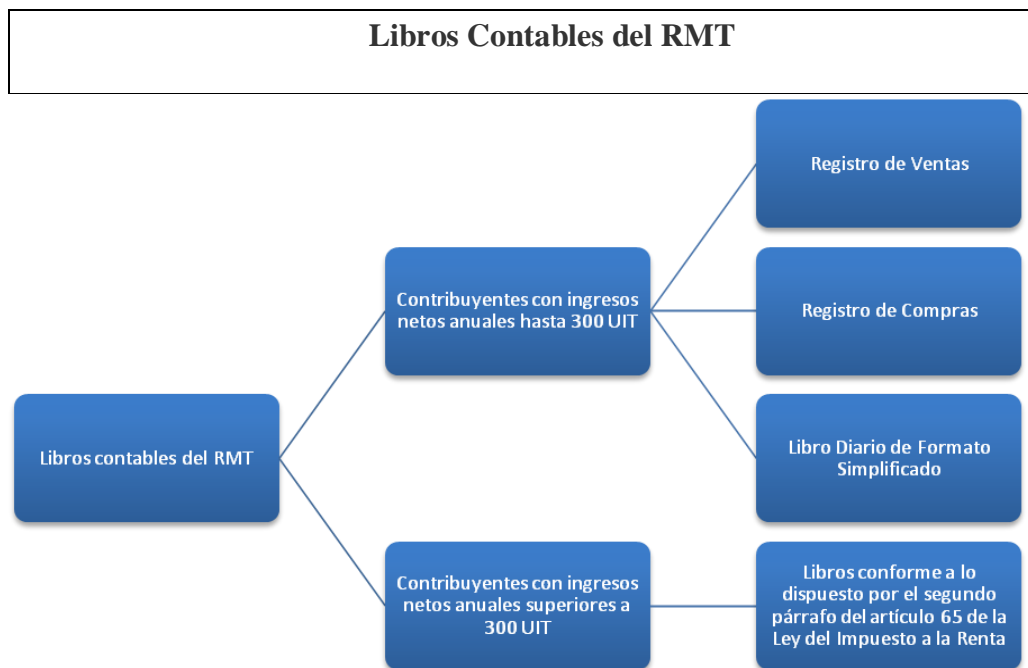 Libros Contables del RMT
Libros contables del RMT
Contribuyentes con ingresos
netos anuales hasta 300 UIT
Registro de Ventas
Registro de Compras
Libro Diario de Formato
Simplificado
Contribuyentes con ingresos
netos anuales superiores a
300 UIT
Libros conforme a lo
dispuesto por el segundo
párrafo del artículo 65 de la
Ley del Impuesto a la Renta